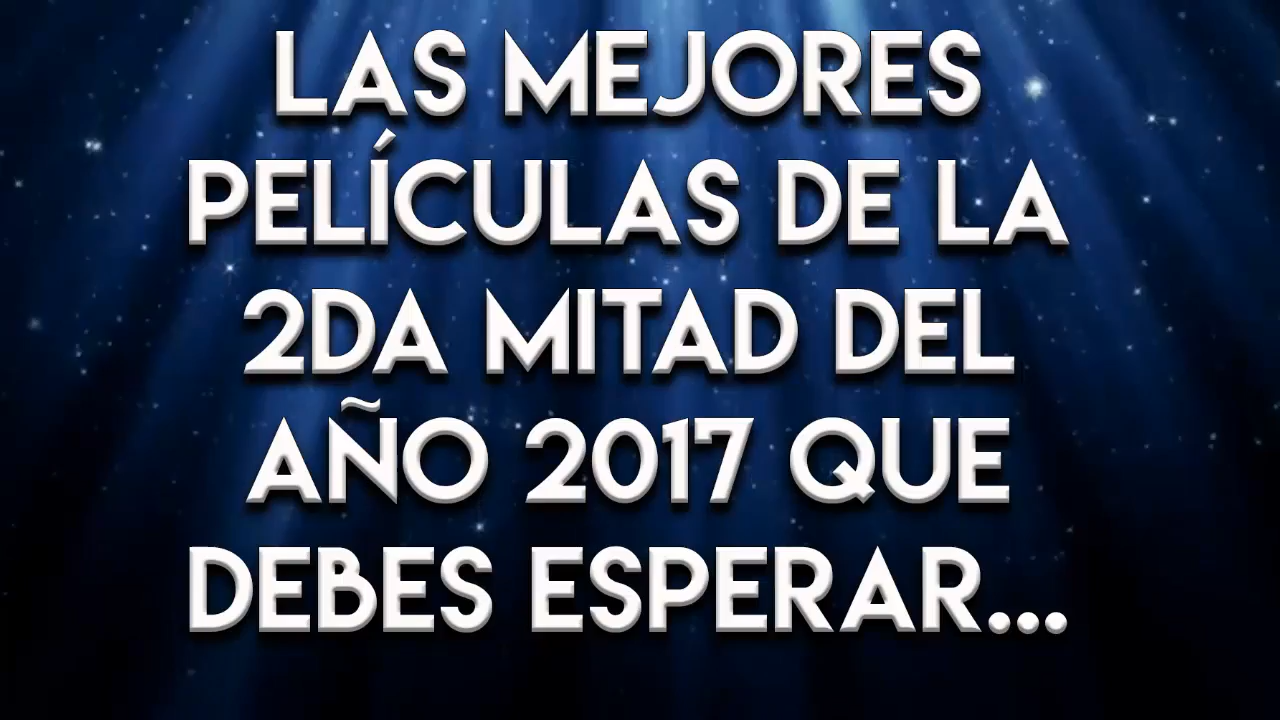 LAS MEJORES
PELÍCULAS DE LA
2DA MITAD DEL
AÑO 2017 QUE
DEBES ESPERAR...